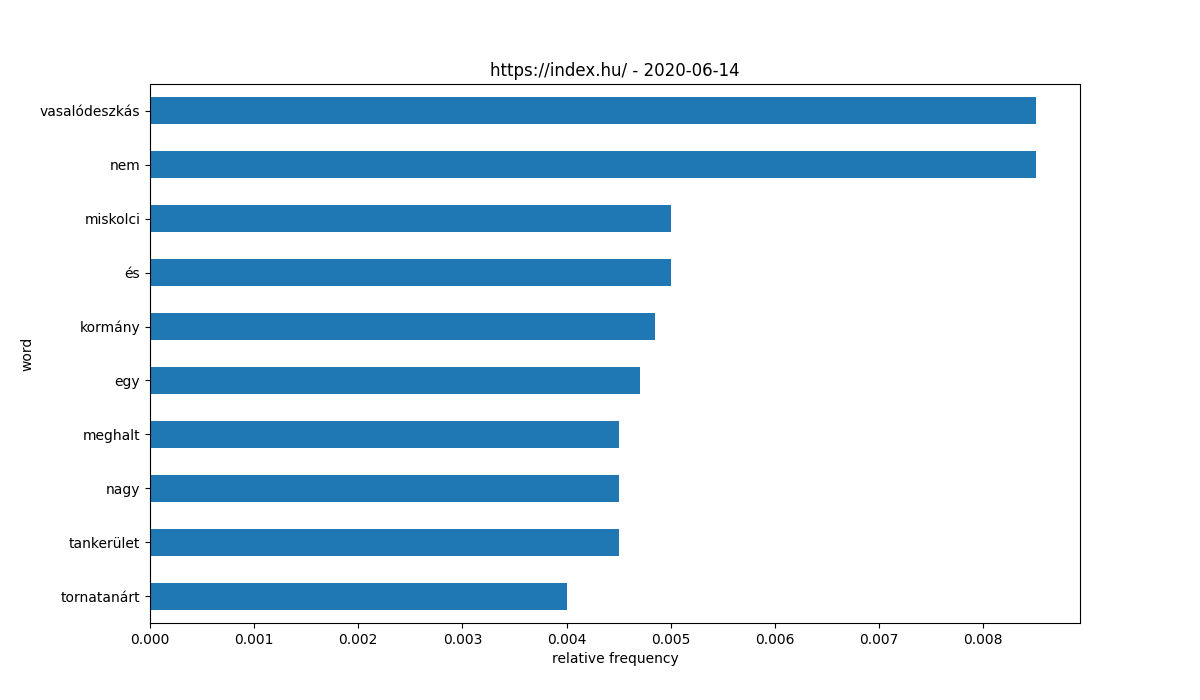 https://index.hu/ - 2020-06-14
vasalódeszkás
nem
miskolci
és
kormány
egy
meghalt
nagy
tankerület
tornatanárt
word
0.000 0.001 0.002 0.003 0.004 0.005 0.006 0.007 0.008
relative frequency